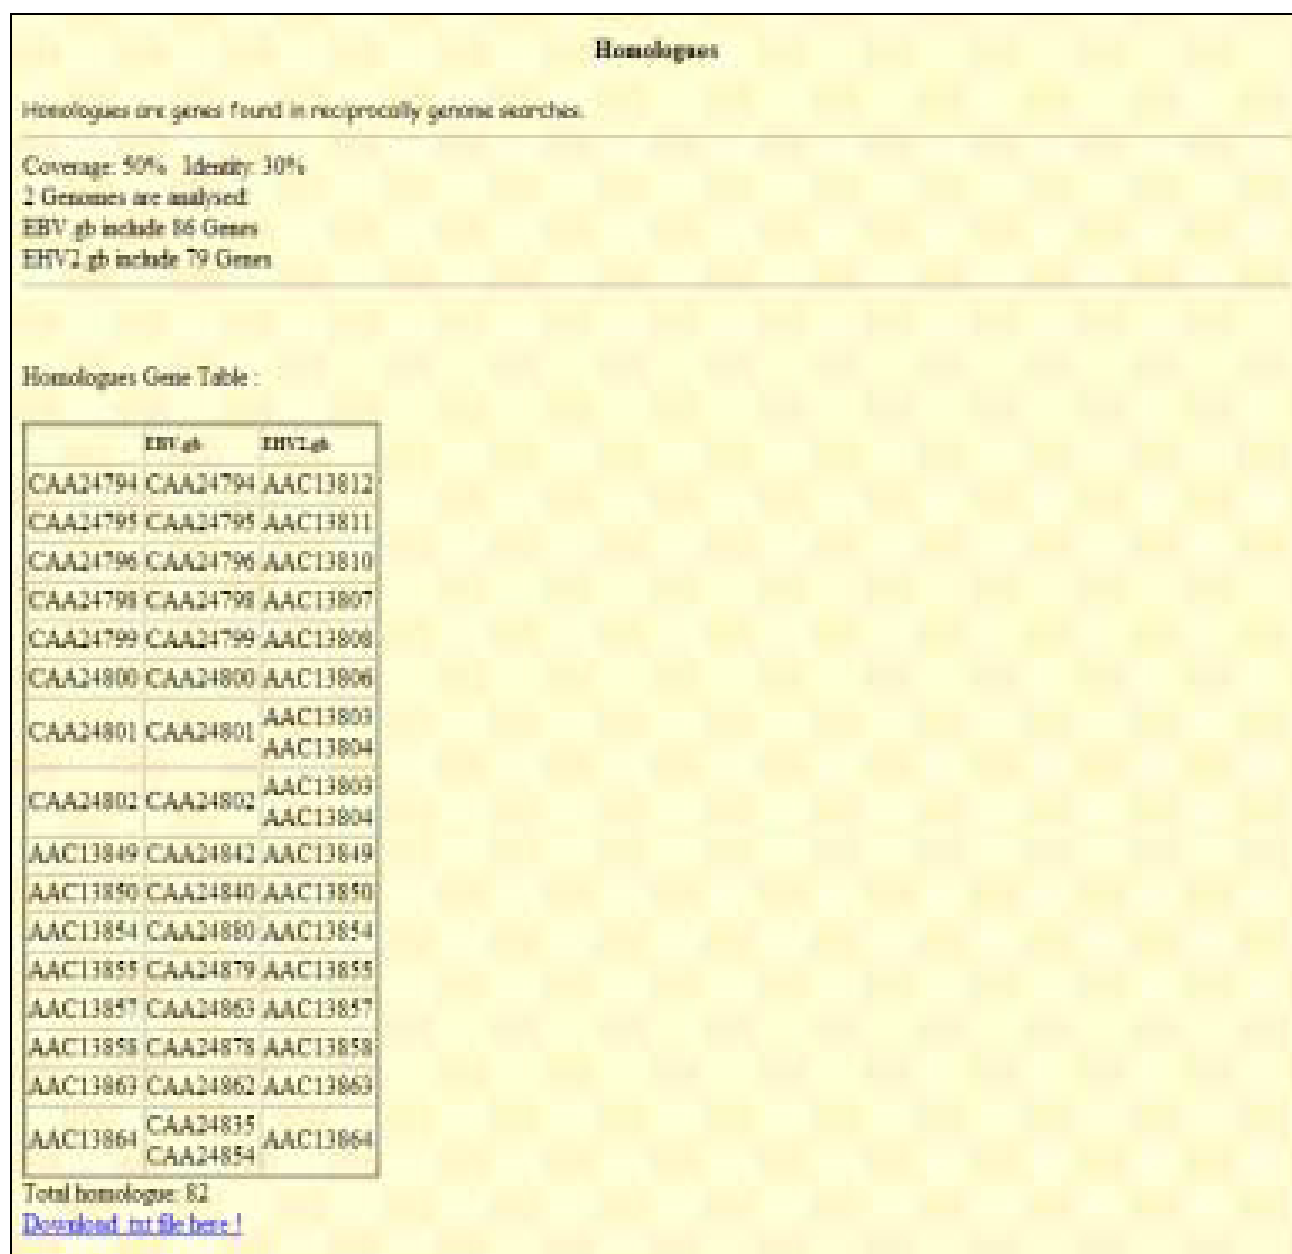 Homologues
Homologues are genes found in reciprocally genome searches.
Coverage: 50% Identity: 30%
2 Genomes are analysed.
EBV.gb include 86 Genes
EHV2.gb include 79 Genes
Homologues Gene Table :
EBV.gb EHV2.gb
CAA24794 CAA24794 AAC13812
CAA24795 CAA24795 AAC13811
CAA24796 CAA24796 AAC13810
CAA24798 CAA24798 AAC13807
CAA24799 CAA24799 AAC13808
CAA24800 CAA24800 AAC13806
CAA24801 CAA24801 AAC13803
AAC13804
CAA24802 CAA24802 AAC13803
AAC13804
AAC13849 CAA24842 AAC13849
AAC13850 CAA24840 AAC13850
AAC13854 CAA24880 AAC13854
AAC13855 CAA24879 AAC13855
AAC13857 CAA24863 AAC13857
AAC13858 CAA24878 AAC13858
AAC13863 CAA24862 AAC13863
AAC13864 CAA24835 AAC13864
CAA24854
Total homologue: 82
Download .txt file here !